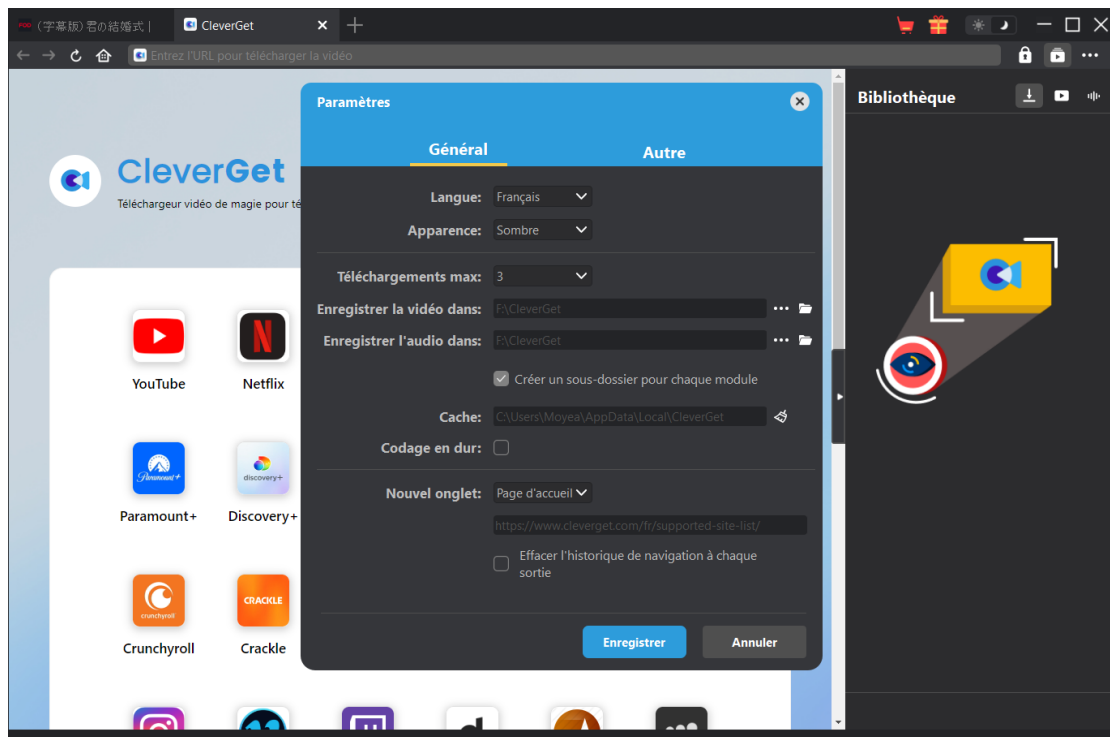 (字幕版) 君の結婚式 |
CleverGet
Entrez l'URL pour télécharger la vidéo
Paramètres
Bibliothèque
Général
Autre
CleverGet
Téléchargeur vidéo de magie pour té
Langue: Français
Apparence: Sombre
Téléchargements max: 3
Enregistrer la vidéo dans: F:\CleverGet
Enregistrer l'audio dans: F:\CleverGet
Créer un sous-dossier pour chaque module
Cache: C:\Users\Moyea\AppData\Local\CleverGet
Codage en dur:
Nouvel onglet: Page d'accueil
https://www.cleverget.com/fr/supported-site-list/
Effacer l'historique de navigation à chaque
sortie
Enregistrer
Annuler
YouTube
Netflix
Paramount+
discovery+
Paramount+
Discovery+
crunchyroll
CRACKLE
Crunchyroll
Crackle